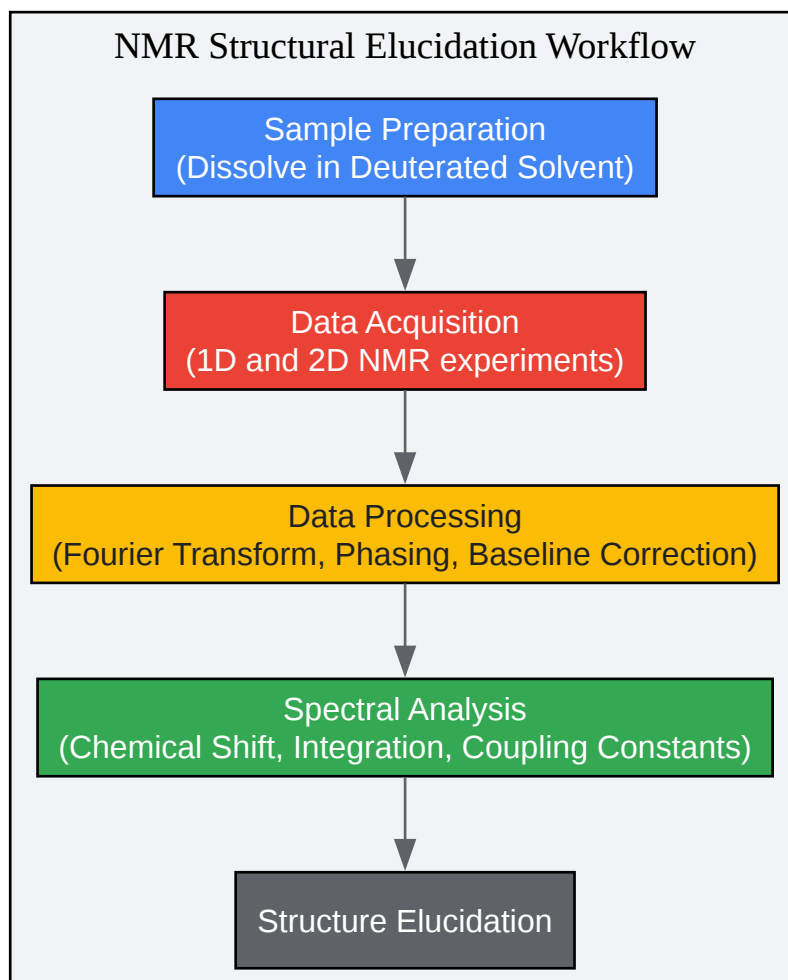 NMR Structural Elucidation Workflow
Sample Preparation
(Dissolve in Deuterated Solvent)
Data Acquisition
(1D and 2D NMR experiments)
Data Processing
(Fourier Transform, Phasing, Baseline Correction)
Spectral Analysis
(Chemical Shift, Integration, Coupling Constants)
Structure Elucidation